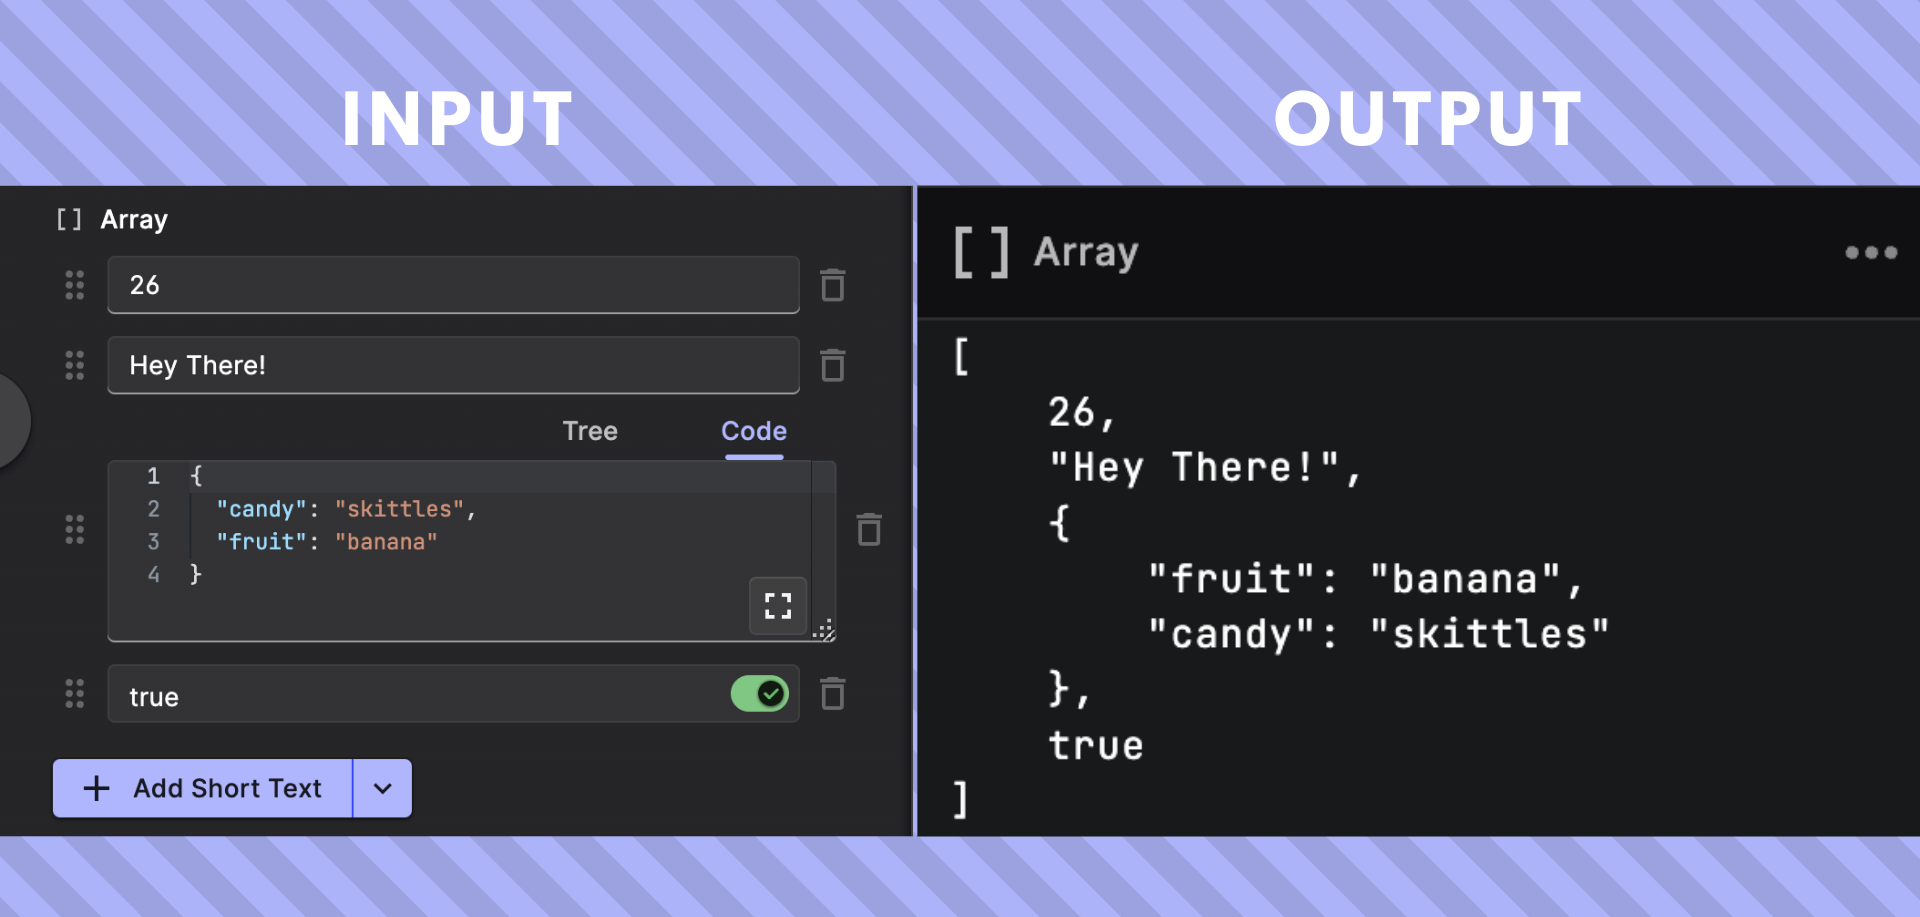 INPUT
[ ] Array
26
Hey There!
Tree Code
1 {
2 "candy": "skittles",
3 "fruit": "banana"
4 }
true
+ Add Short Text
OUTPUT
[ ] Array
[
26,
"Hey There!",
{
"fruit": "banana",
"candy": "skittles"
},
true
]